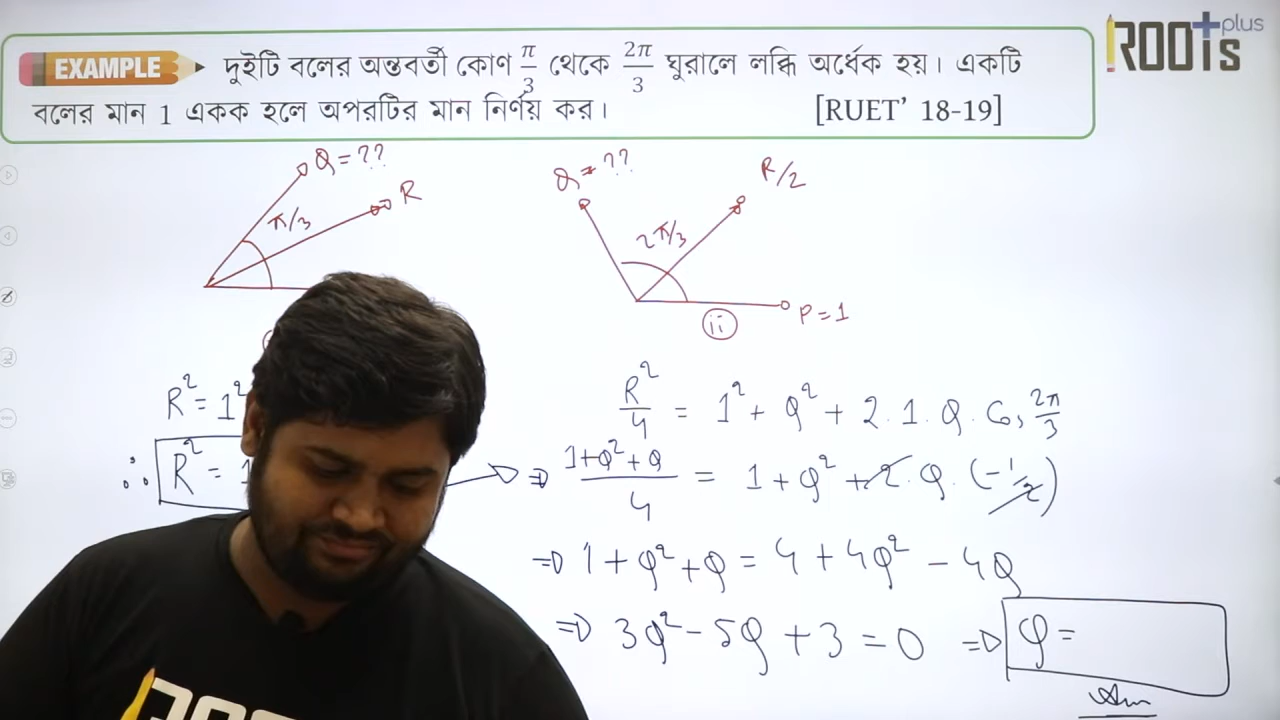 ROOTs plus
EXAMPLE দুইটি বলের অন্তবর্তী কোণ π/3 থেকে 2π/3 ঘুরালে লব্ধি অর্ধেক হয়। একটি
বলের মান 1 একক হলে অপরটির মান নির্ণয় কর। [RUET' 18-19]
Q = ??
π/3
R
Q = ??
2π/3
R/2
P = 1
ii
R² = 1²
∴ R² = 1
R²/4 = 1² + Q² + 2.1.Q.Cos 2π/3
⇒ (1+Q²+Q)/4 = 1 + Q² + 2.Q.(-1/2)
⇒ 1 + Q² + Q = 4 + 4Q² - 4Q
⇒ 3Q² - 5Q + 3 = 0 ⇒ Q =
Ans